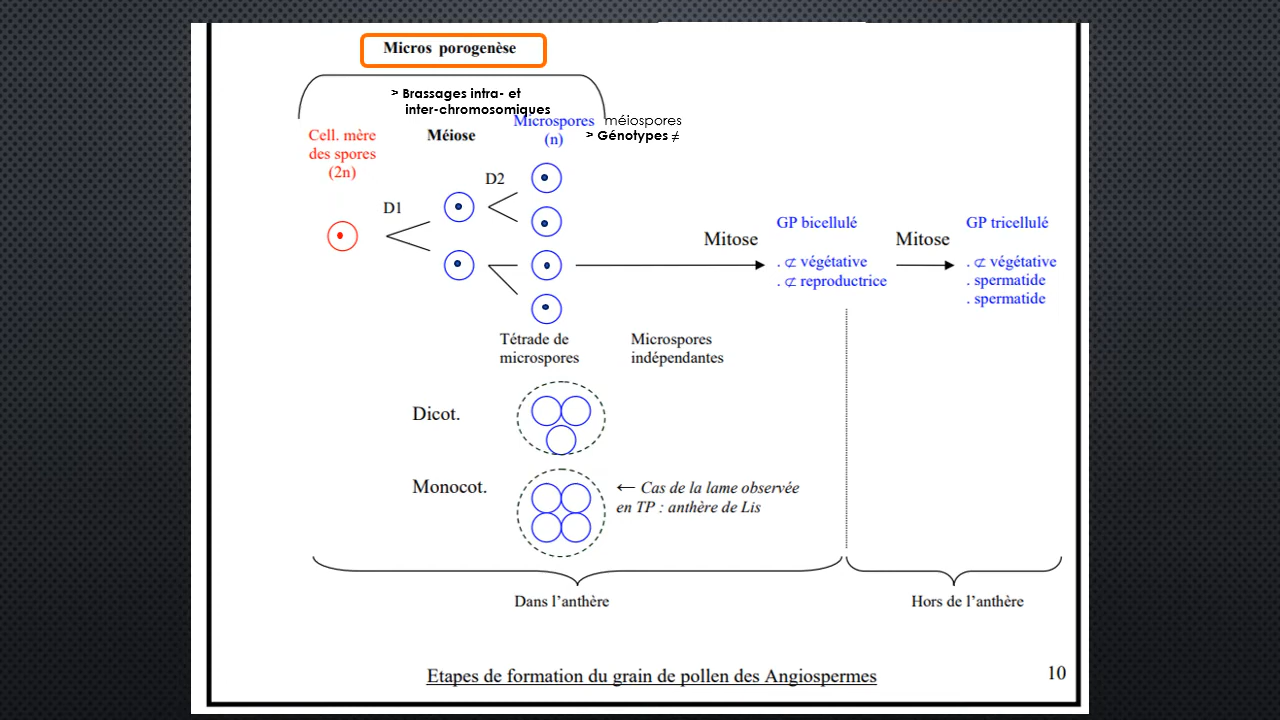 Micros porogenèse
> Brassages intra- et
inter-chromosomiques
Cell. mère
des spores
(2n)
Méiose
Microspores
(n)
méiospores
> Génotypes ≠
D1
D2
Mitose
GP bicellulé
. ⊄ végétative
. ⊄ reproductrice
Mitose
GP tricellulé
. ⊄ végétative
. spermatide
. spermatide
Tétrade de
microspores
Microspores
indépendantes
Dicot.
Monocot.
← Cas de la lame observée
en TP : anthère de Lis
Dans l'anthère
Hors de l'anthère
Etapes de formation du grain de pollen des Angiospermes
10